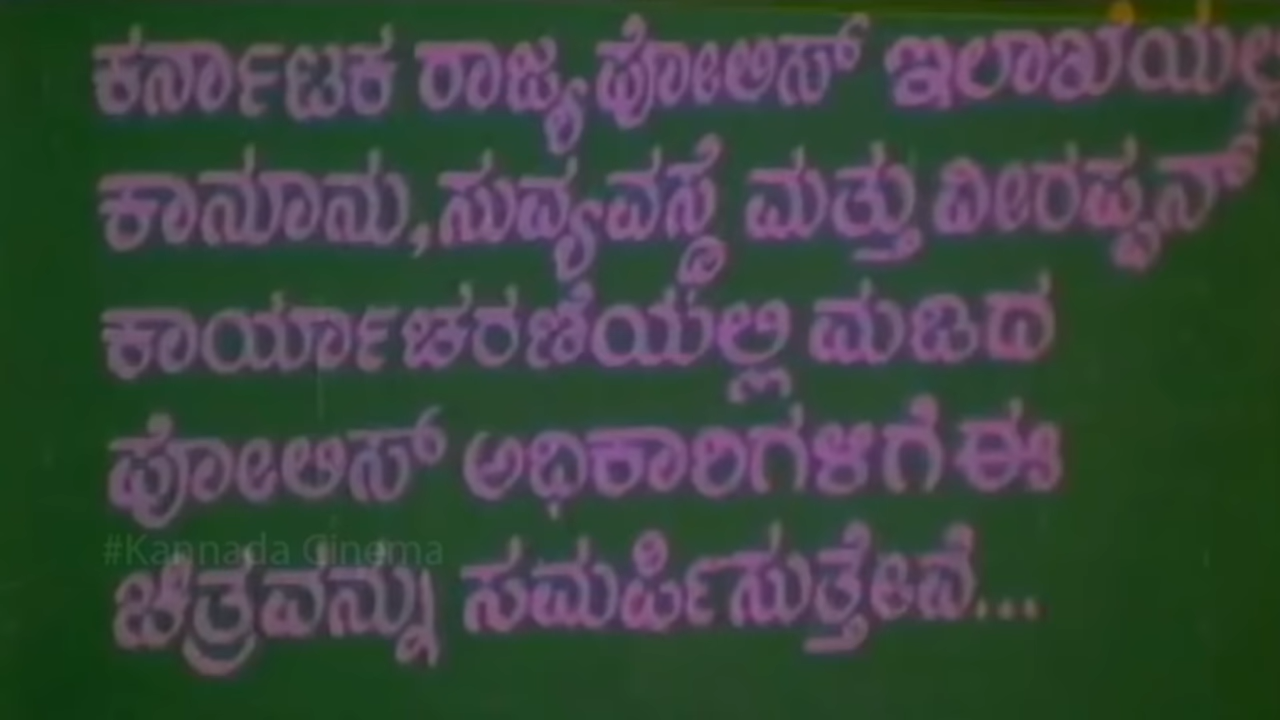 ಕರ್ನಾಟಕ ರಾಜ್ಯ ಪೋಲಿಸ್ ಇಲಾಖೆಯಲ್ಲಿ
ಕಾನೂನು, ಸುವ್ಯವಸ್ಥೆ ಮತ್ತು ವೀರಪ್ಪನ್
ಕಾರ್ಯಾಚರಣೆಯಲ್ಲಿ ಮಡಿದ
ಪೋಲಿಸ್ ಅಧಿಕಾರಿಗಳಿಗೆ ಈ
#Kannada Cinema
ಚಿತ್ರವನ್ನು ಸಮರ್ಪಿಸುತ್ತೇವೆ...